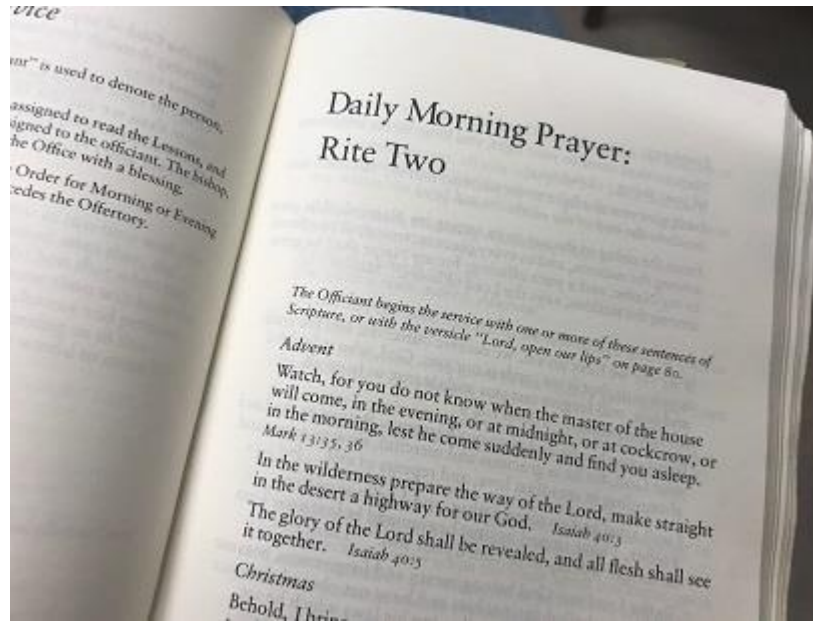 vice
ant" is used to denote the person,
assigned to read the Lessons, and
igned to the officiant. The bishop,
he Office with a blessing.
Order for Morning or Evening
cedes the Offertory.
Daily Morning Prayer:
Rite Two
The Officiant begins the service with one or more of these sentences of
Scripture, or with the versicle "Lord, open our lips" on page 80.
Advent
Watch, for you do not know when the master of the house
will come, in the evening, or at midnight, or at cockcrow, or
in the morning, lest he come suddenly and find you asleep.
Mark 13:35, 36
In the wilderness prepare the way of the Lord, make straight
in the desert a highway for our God. Isaiah 40:3
The glory of the Lord shall be revealed, and all flesh shall see
it together. Isaiah 40:5
Christmas
Behold, I bring